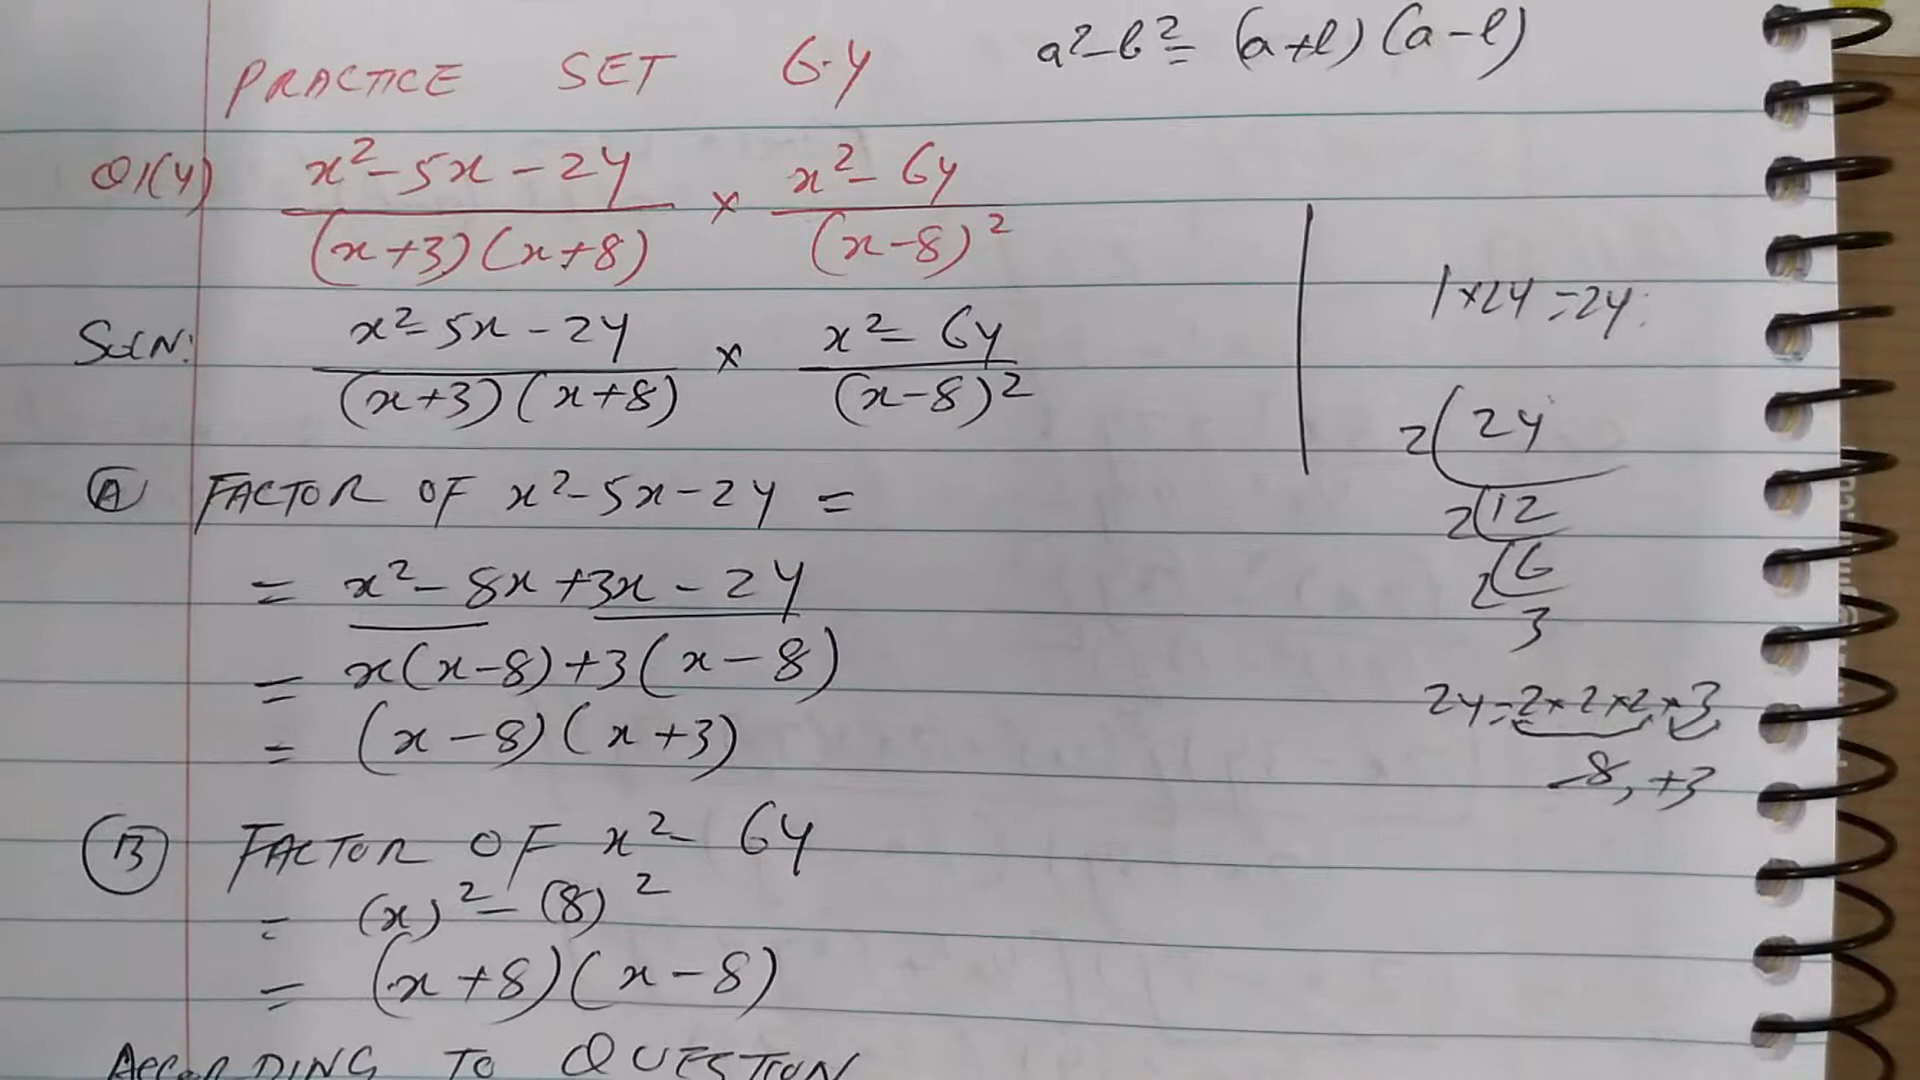 PRACTICE SET 6.4
a²-b² = (a+b) (a-b)
Q1(4) x²-5x-24 / (x+3)(x+8) × x²-64 / (x-8)²
SOLN: x²-5x-24 / (x+3)(x+8) × x²-64 / (x-8)²
(A) FACTOR OF x²-5x-24 =
= x²-8x+3x-24
= x(x-8)+3(x-8)
= (x-8)(x+3)
(B) FACTOR OF x²-64
= (x)²-(8)²
= (x+8)(x-8)
ACCORDING TO QUESTION
1×24=24
2(24
2(12
2(6
3
24=2×2×2×3
-8, +3